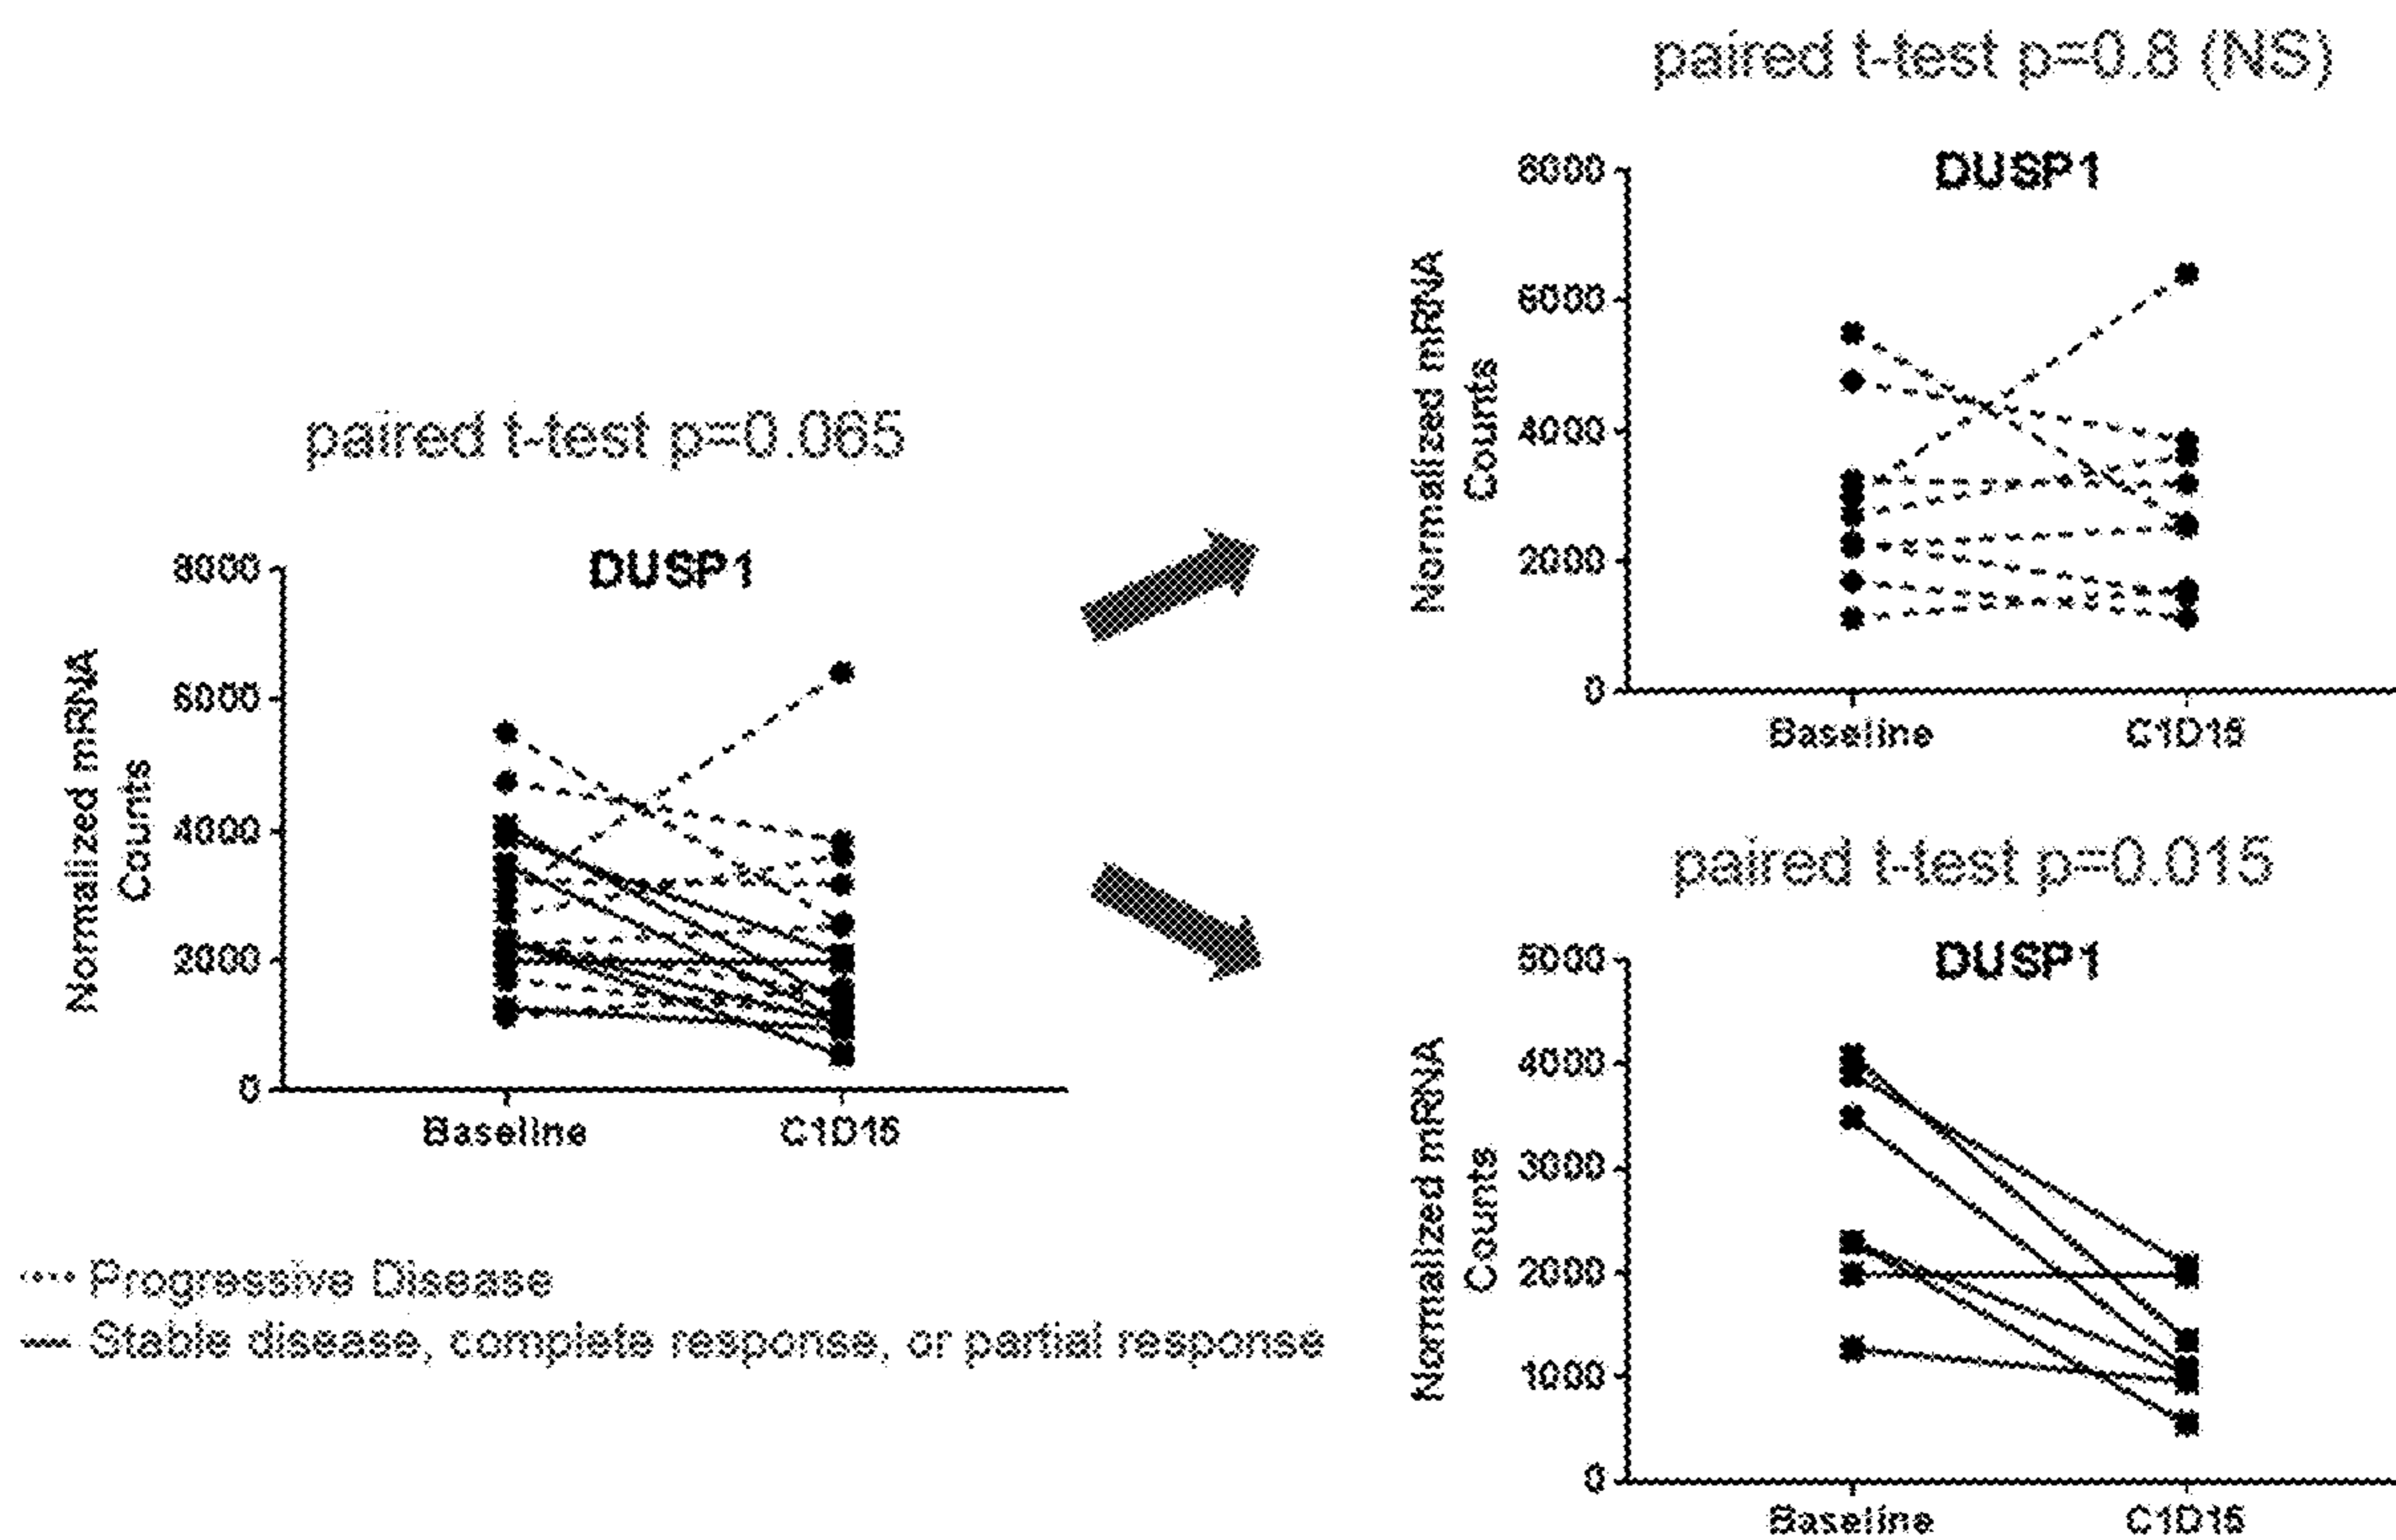 paired t-test p=0.065
DUSP1
Normalized mRNA
Counts
8000
6000
4000
2000
0
Baseline
C1D15
Progressive Disease
Stable disease, complete response, or partial response
paired t-test p=0.8 (NS)
DUSP1
Normalized mRNA
Counts
8000
6000
4000
2000
0
Baseline
C1D15
paired t-test p=0.015
DUSP1
Normalized mRNA
Counts
5000
4000
3000
2000
1000
0
Baseline
C1D15